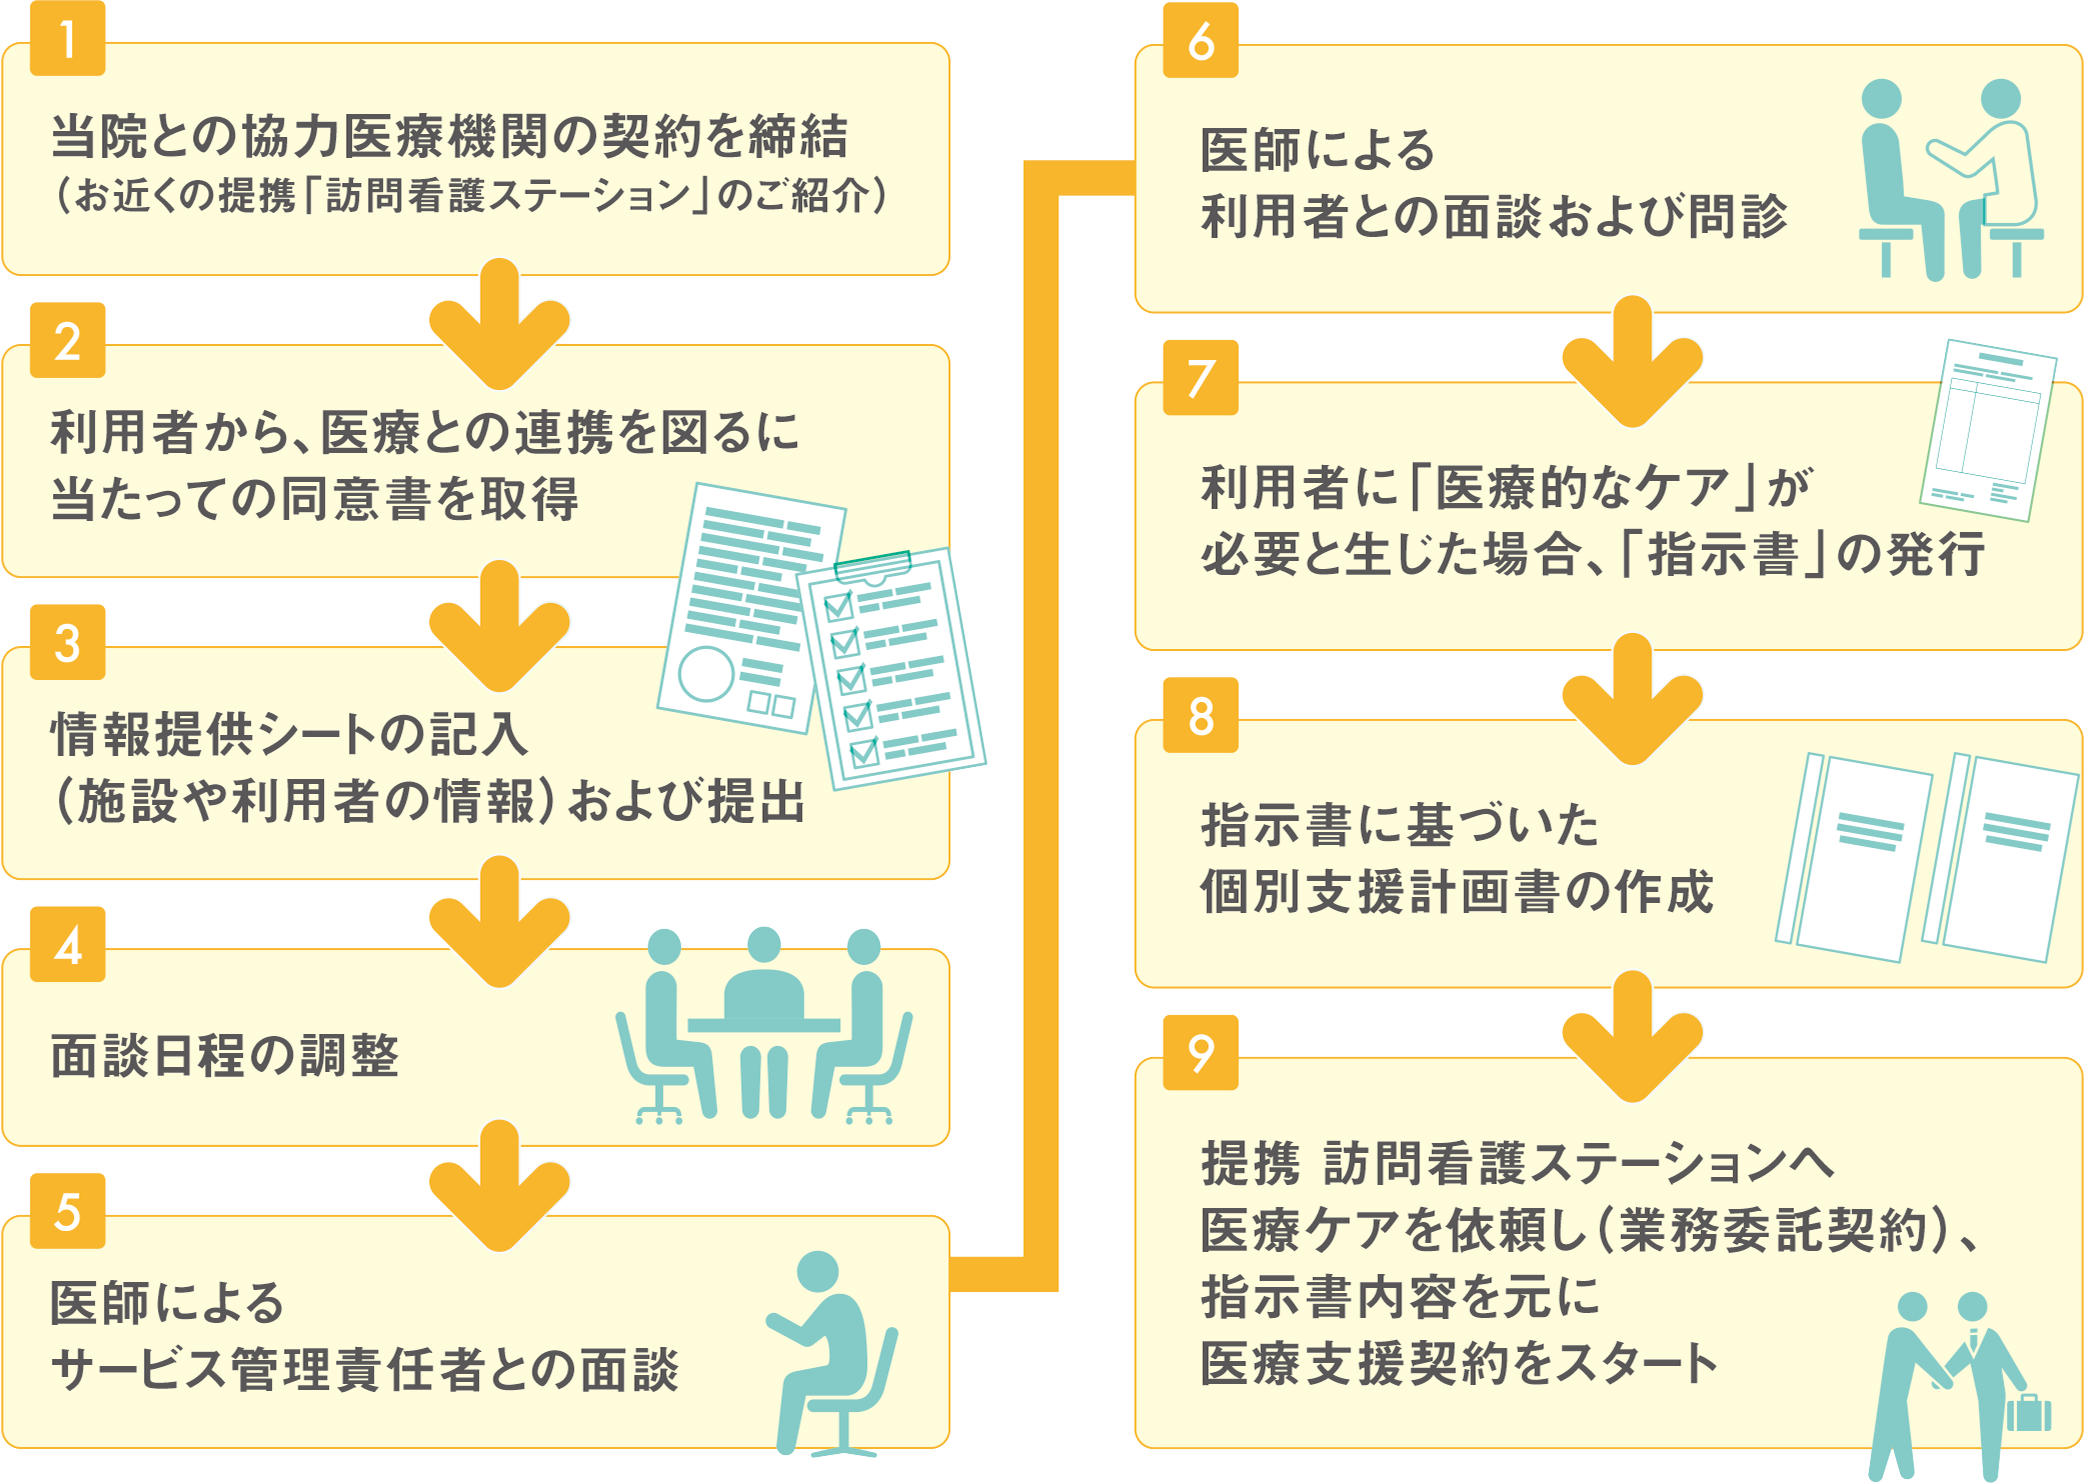 1
当院との協力医療機関の契約を締結
（お近くの提携「訪問看護ステーション」のご紹介）
2
利用者から、医療との連携を図るに
当たっての同意書を取得
3
情報提供シートの記入
（施設や利用者の情報）および提出
4
面談日程の調整
5
医師による
サービス管理責任者との面談
6
医師による
利用者との面談および問診
7
利用者に「医療的なケア」が
必要と生じた場合、「指示書」の発行
8
指示書に基づいた
個別支援計画書の作成
9
提携 訪問看護ステーションへ
医療ケアを依頼し（業務委託契約）、
指示書内容を元に
医療支援契約をスタート